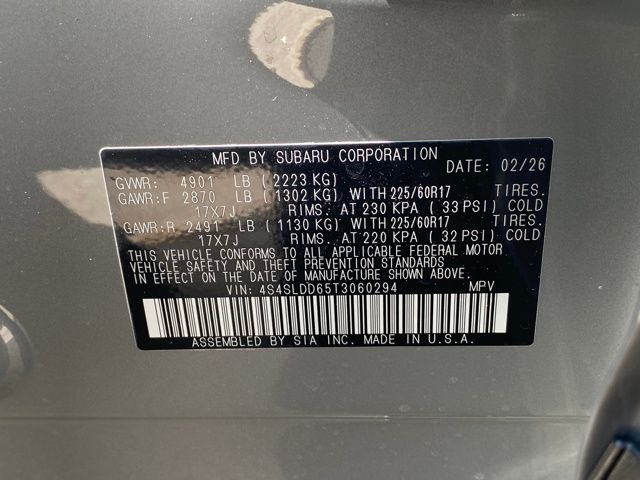 MFD BY SUBARU CORPORATION DATE: 02/26
GVWR: 4901 LB (2223 KG)
GAWR:F 2870 LB (1302 KG) WITH 225/60R17 TIRES.
17X7J RIMS. AT 230 KPA ( 33 PSI) COLD
GAWR:R 2491 LB (1130 KG) WITH 225/60R17 TIRES.
17X7J RIMS. AT 220 KPA ( 32 PSI) COLD
THIS VEHICLE CONFORMS TO ALL APPLICABLE FEDERAL MOTOR
VEHICLE SAFETY AND THEFT PREVENTION STANDARDS
IN EFFECT ON THE DATE OF MANUFACTURE SHOWN ABOVE.
VIN: 4S4SLDD65T3060294 MPV
ASSEMBLED BY SIA INC. MADE IN U.S.A.